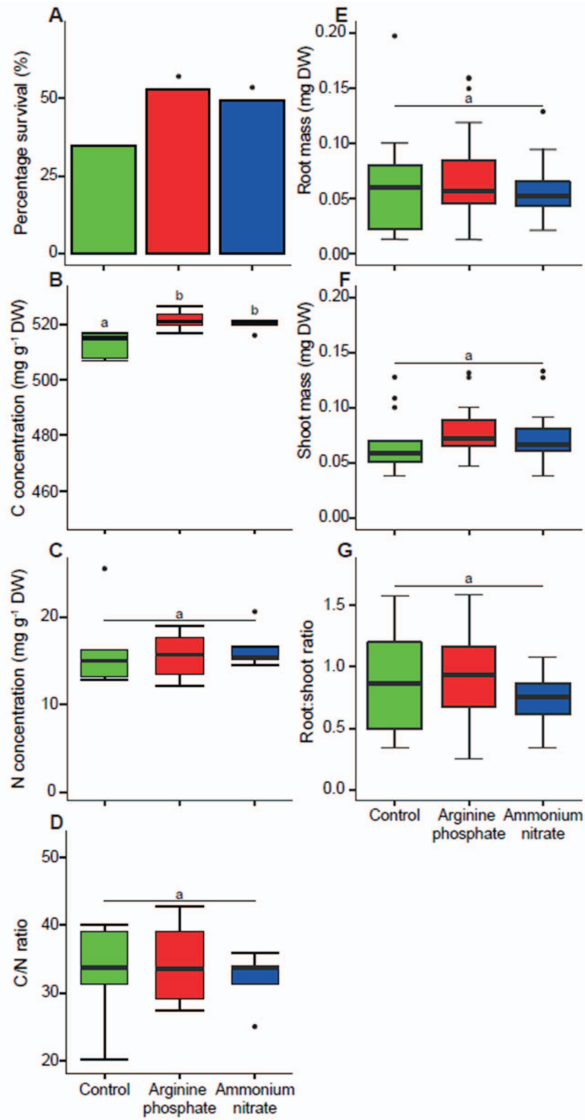 A
Percentage survival (%)
50
25
0
B
C concentration (mg g-1 DW)
520
500
480
460
a
b
b
C
N concentration (mg g-1 DW)
20
10
0
a
D
C/N ratio
50
40
30
20
a
Control
Arginine
phosphate
Ammonium
nitrate
E
Root mass (mg DW)
0.20
0.15
0.10
0.05
0.00
a
F
Shoot mass (mg DW)
0.20
0.15
0.10
0.05
0.00
a
G
Root:shoot ratio
1.5
1.0
0.5
0.0
a
Control
Arginine
phosphate
Ammonium
nitrate